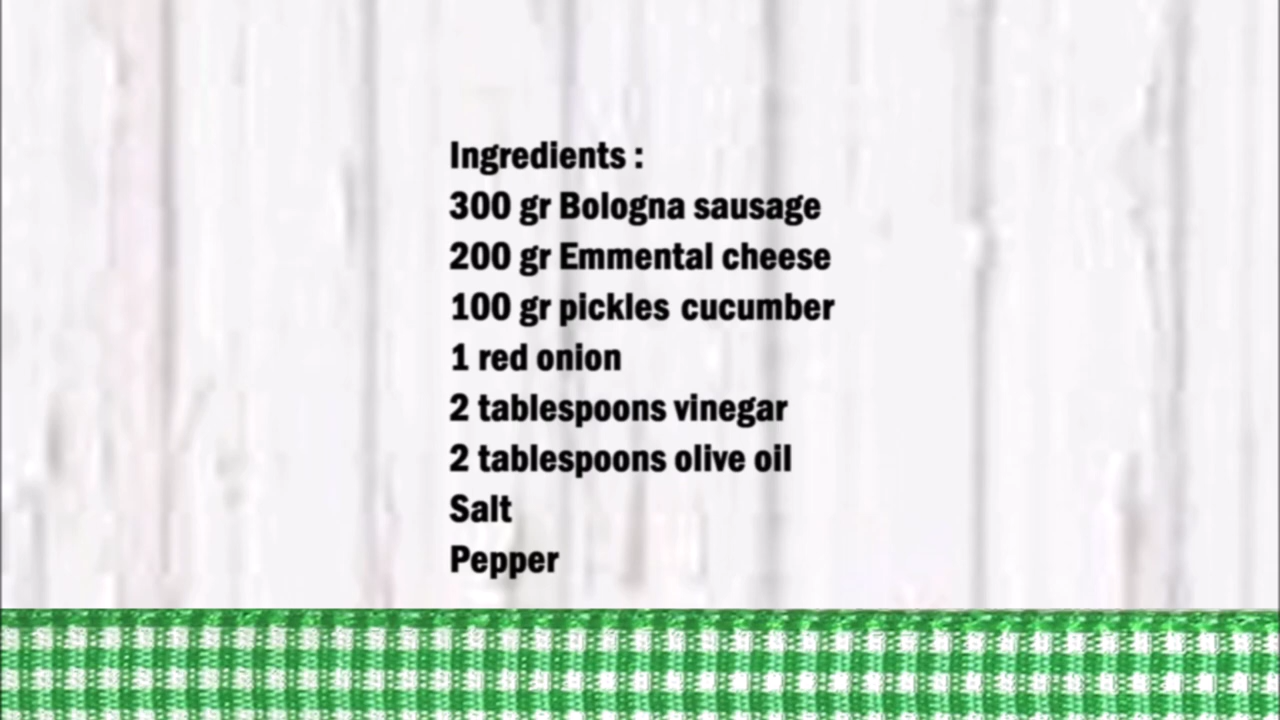 Ingredients :
300 gr Bologna sausage
200 gr Emmental cheese
100 gr pickles cucumber
1 red onion
2 tablespoons vinegar
2 tablespoons olive oil
Salt
Pepper